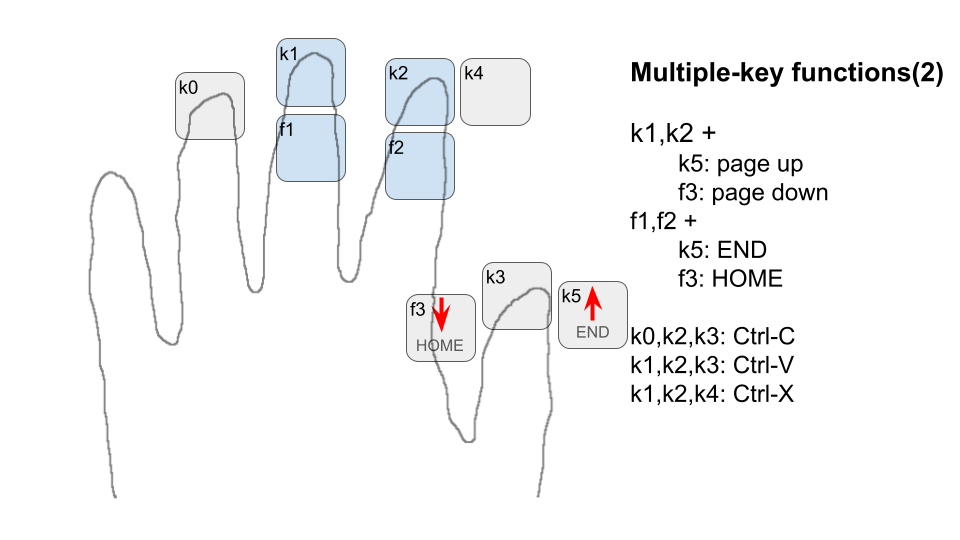 k0
k1
k2
k4
f1
f2
k3
f3
HOME
k5
END
Multiple-key functions(2)
k1,k2 +
k5: page up
f3: page down
f1,f2 +
k5: END
f3: HOME
k0,k2,k3: Ctrl-C
k1,k2,k3: Ctrl-V
k1,k2,k4: Ctrl-X